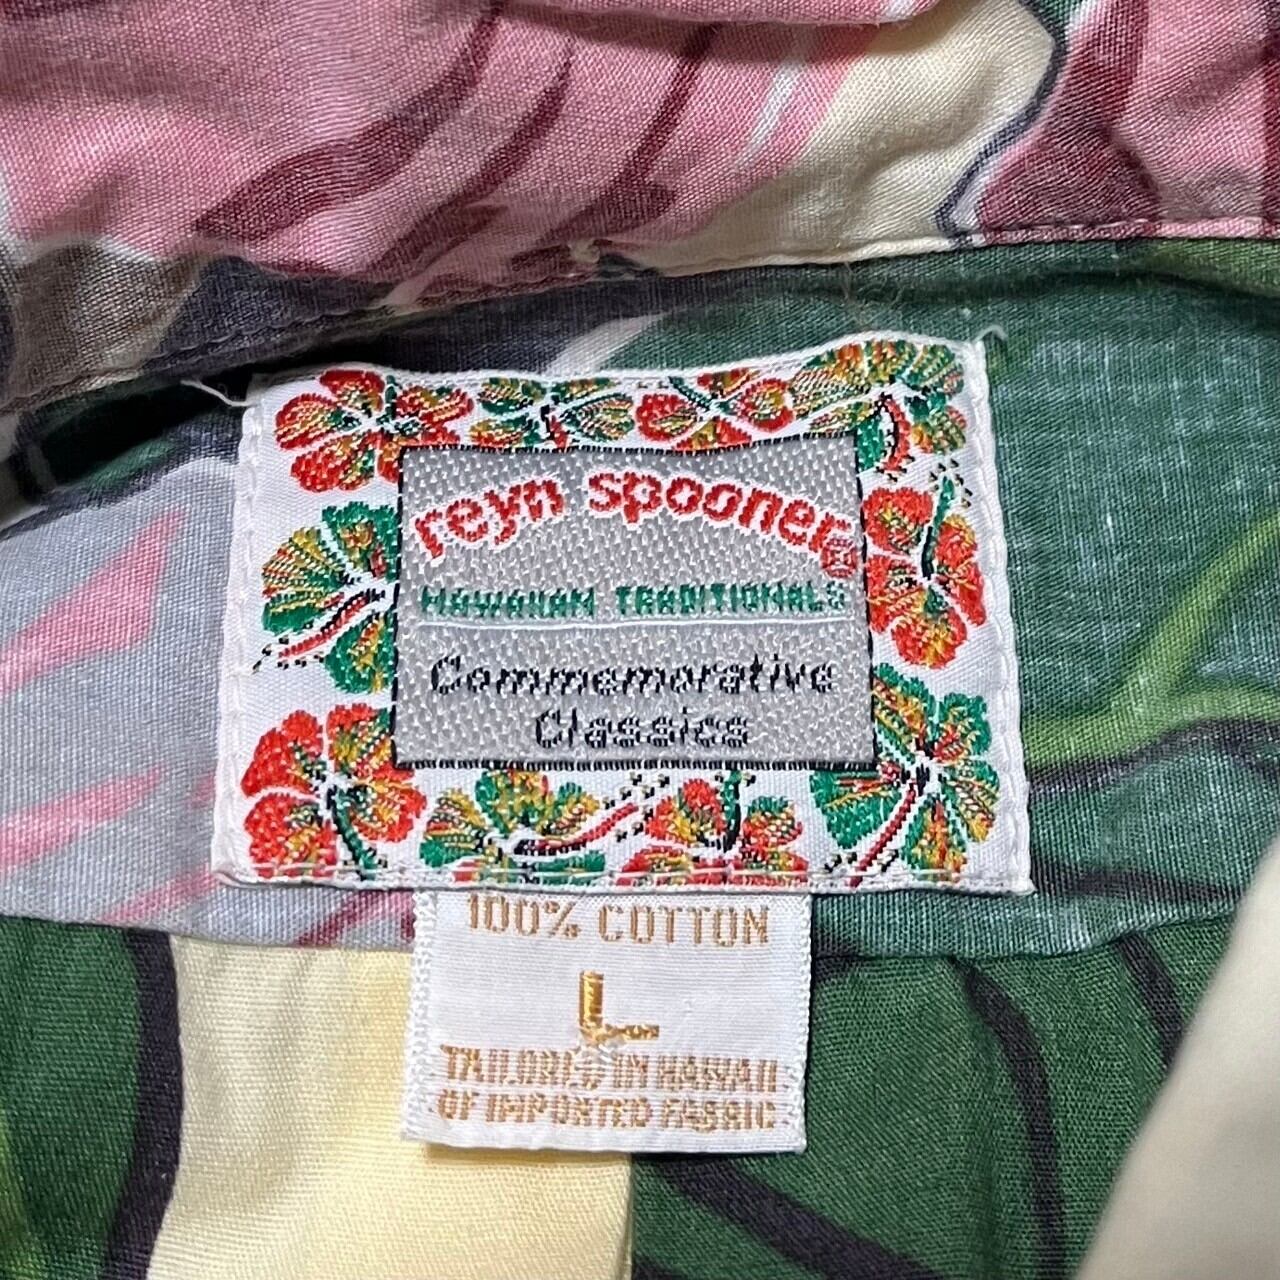 reyn spooner®
HAWAIIAN TRADITIONALS
Commemorative
Classics
100% COTTON
L
TAILORED IN HAWAII
OF IMPORTED FABRIC